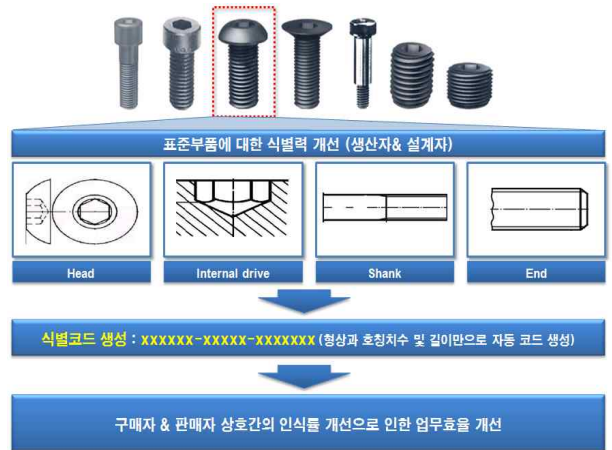 표준부품에 대한 식별력 개선 (생산자& 설계자)
Head
Internal drive
Shank
End
식별코드 생성 : xxxxxx-xxxxx-xxxxxxx (형상과 호칭치수 및 길이만으로 자동 코드 생성)
구매자 & 판매자 상호간의 인식률 개선으로 인한 업무효율 개선